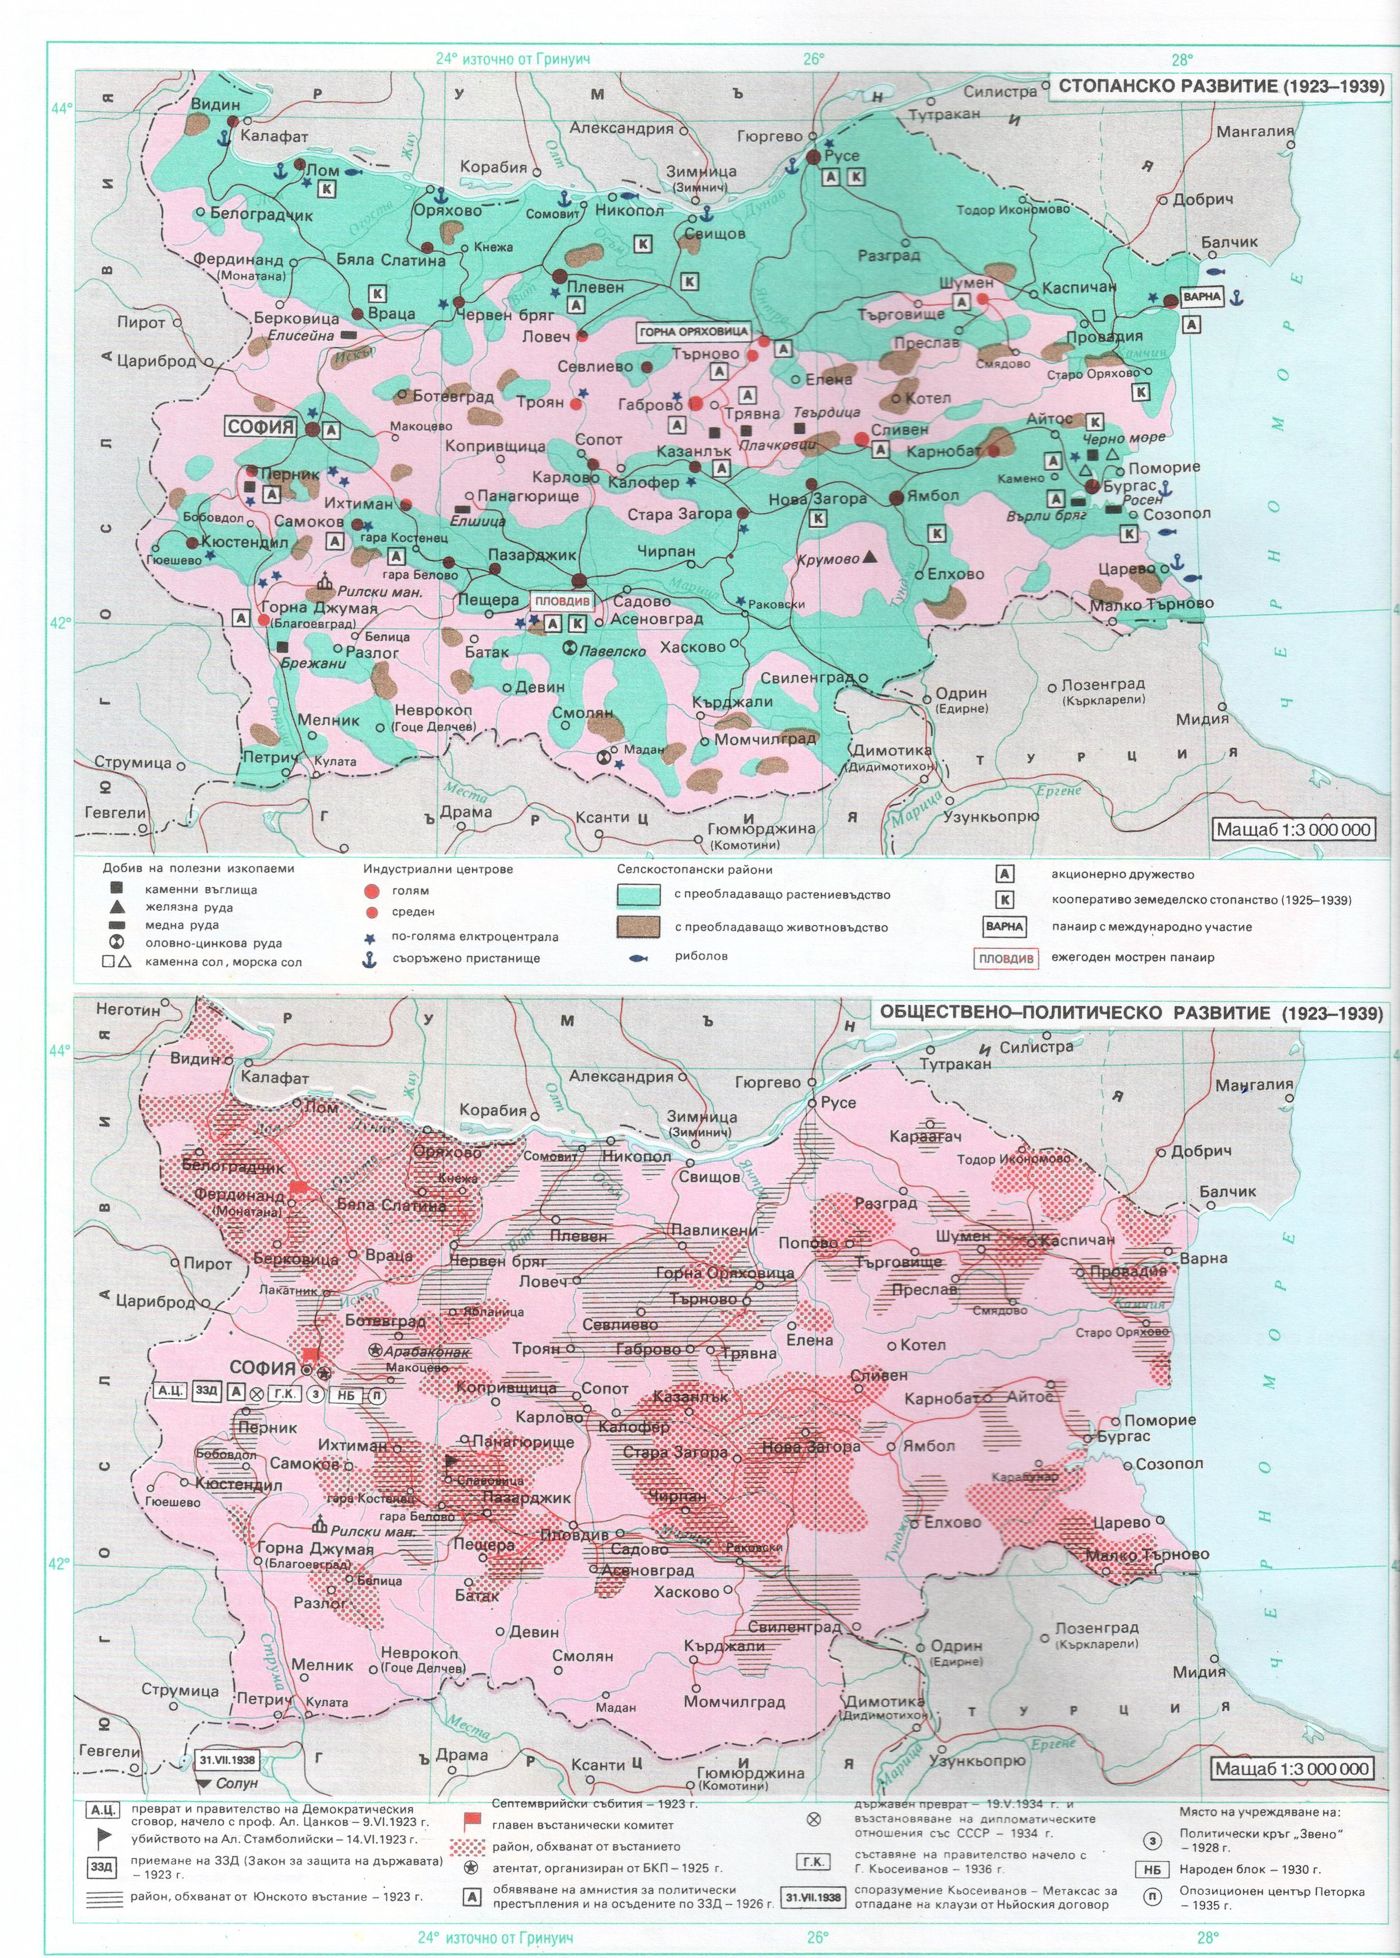 24° източно от Гринуич
26°
28°
СТОПАНСКО РАЗВИТИЕ (1923–1939)
44°
42°
Р У М Ъ Н И Я
Ю Г О С Л А В И Я
Г Ъ Р Ц И Я
Т У Р Ц И Я
Ч Е Р Н О М О Р Е
Видин
Калафат
Александрия
Гюргево
Силистра
Тутракан
Мангалия
Лом
К
Жиу
Корабия
Олт
Зимница
(Зимнич)
Русе
А К
Белоградчик
Огоста
Оряхово
Сомовит
Никопол
Свищов
Дунав
Тодор Икономово
Добрич
Балчик
Фердинанд
(Монатана)
Бяла Слатина
Кнежа
Осъм
К
Разград
Плевен
К
А
Шумен
А
Каспичан
ВАРНА
А
К
Враца
Червен бряг
Вит
Янтра
Берковица
Елисейна
Искър
Ловеч
ГОРНА ОРЯХОВИЦА
А
Търговище
Преслав
Провадия
Камчия
Пирот
Цариброд
Търново
А
Севлиево
Елена
Смядово
Старо Оряхово
К
Ботевград
Троян
Габрово
А
А
Трявна
Твърдица
Котел
СОФИЯ
А
Макоцево
Плачковци
Сливен
А
Айтос
К
Черно море
Копривщица
Сопот
Казанлък
А
Карнобат
А
Поморие
Перник
А
Карлово
Калофер
Камено
Бургас
Ихтиман
Панагюрище
Нова Загора
К
Ямбол
А
Росен
Бобовдол
Самоков
А
Елшица
Стара Загора
Върли бряг
Созопол
К
Кюстендил
Гюешево
гара Костенец
А
гара Белово
Пазарджик
Чирпан
Крумово
К
Елхово
Царево
Рилски ман.
Марица
Тунджа
Малко Търново
Горна Джумая
(Благоевград)
А
Пещера
ПЛОВДИВ
А К
Садово
Асеновград
Раковски
Белица
Разлог
Батак
Павелско
Хасково
Брежани
Девин
Свиленград
Одрин
(Едирне)
Лозенград
(Къркларели)
Мидия
Струма
Мелник
Неврокоп
(Гоце Делчев)
Смолян
Кърджали
Момчилград
Мадан
Петрич
Кулата
Струмица
Димотика
(Дидимотихон)
Гевгели
Места
Драма
Ксанти
Гюмюрджина
(Комотини)
Марица
Ергене
Узункьопрю
Мащаб 1:3 000 000
Добив на полезни изкопаеми
каменни въглища
желязна руда
медна руда
оловно-цинкова руда
каменна сол, морска сол
Индустриални центрове
голям
среден
по-голяма елктроцентрала
съоръжено пристанище
Селскостопански райони
с преобладаващо растениевъдство
с преобладаващо животновъдство
риболов
А акционерно дружество
К кооперативо земеделско стопанство (1925–1939)
ВАРНА панаир с международно участие
ПЛОВДИВ ежегоден мострен панаир
ОБЩЕСТВЕНО–ПОЛИТИЧЕСКО РАЗВИТИЕ (1923–1939)
44°
42°
Р У М Ъ Н И Я
Ю Г О С Л А В И Я
Г Ъ Р Ц И Я
Т У Р Ц И Я
Ч Е Р Н О М О Р Е
Неготин
Видин
Калафат
Александрия
Гюргево
Силистра
Тутракан
Мангалия
Лом
Жиу
Корабия
Олт
Зимница
(Зиминич)
Русе
Караагач
Белоградчик
Огоста
Оряхово
Сомовит
Никопол
Свищов
Янтра
Тодор Икономово
Добрич
Балчик
Фердинанд
(Монатана)
Бяла Слатина
Кнежа
Осъм
Разград
Плевен
Павликени
Попово
Шумен
Каспичан
Варна
Берковица
Враца
Червен бряг
Вит
Пирот
Ловеч
Горна Оряховица
Търговище
Преслав
Провадия
Лакатник
Искър
Цариброд
Търново
Смядово
Камчия
Ботевград
Ябланица
Севлиево
Елена
Старо Оряхово
Арабаконак
Троян
Габрово
Трявна
Котел
СОФИЯ
Макоцево
А.Ц. ЗЗД А Г.К. З НБ П
Копривщица
Сопот
Казанлък
Сливен
Карнобат
Айтос
Перник
Карлово
Калофер
Поморие
Бургас
Ихтиман
Панагюрище
Стара Загора
Нова Загора
Ямбол
Бобовдол
Самоков
Славовица
Карабунар
Созопол
Кюстендил
Гюешево
гара Костенец
гара Белово
Пазарджик
Чирпан
Рилски ман.
Пловдив
Марица
Тунджа
Елхово
Царево
Горна Джумая
(Благоевград)
Пещера
Садово
Раковски
Малко Търново
Белица
Асеновград
Разлог
Батак
Хасково
Девин
Свиленград
Одрин
(Едирне)
Лозенград
(Къркларели)
Струма
Неврокоп
(Гоце Делчев)
Кърджали
Мелник
Смолян
Мидия
Струмица
Петрич
Кулата
Мадан
Момчилград
Димотика
(Дидимотихон)
Места
Гевгели
31.VII.1938
Солун
Драма
Ксанти
Гюмюрджина
(Комотини)
Марица
Узункьопрю
Ергене
Мащаб 1:3 000 000
А.Ц. преврат и правителство на Демократическия
сговор, начело с проф. Ал. Цанков – 9.VI.1923 г.
убийството на Ал. Стамболийски – 14.VI.1923 г.
ЗЗД приемане на ЗЗД (Закон за защита на държавата)
– 1923 г.
район, обхванат от Юнското въстание – 1923 г.
Септемврийски събития – 1923 г.
главен въстанически комитет
район, обхванат от въстанието
атентат, организиран от БКП – 1925 г.
А обявяване на амнистия за политически
престъпления и на осъдените по ЗЗД – 1926 г.
държавен преврат – 19.V.1934 г. и
възстановяване на дипломатическите
отношения със СССР – 1934 г.
Г.К. съставяне на правителство начело с
Г. Кьосеиванов – 1936 г.
31.VII.1938 споразумение Кьосеиванов – Метаксас за
отпадане на клаузи от Ньойския договор
Място на учреждаване на:
З Политически кръг „Звено“
– 1928 г.
НБ Народен блок – 1930 г.
П Опозиционен център Петорка
– 1935 г.
24° източно от Гринуич
26°
28°